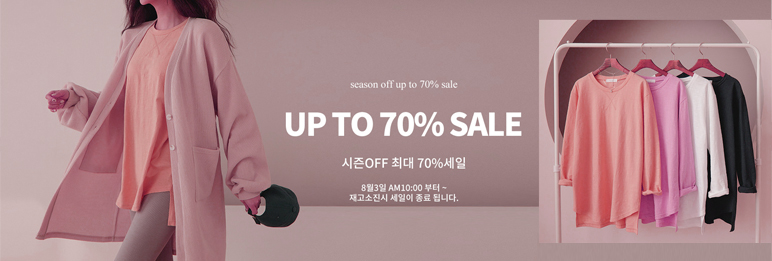 season off up to 70% sale
UP TO 70% SALE
시즌OFF 최대 70%세일
8월3일 AM10:00 부터 ~
재고소진시 세일이 종료 됩니다.